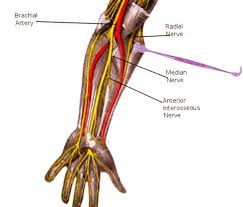 Brachial
Artery
Radial
Nerve
Median
Nerve
Anterior
Interosseous
Nerve